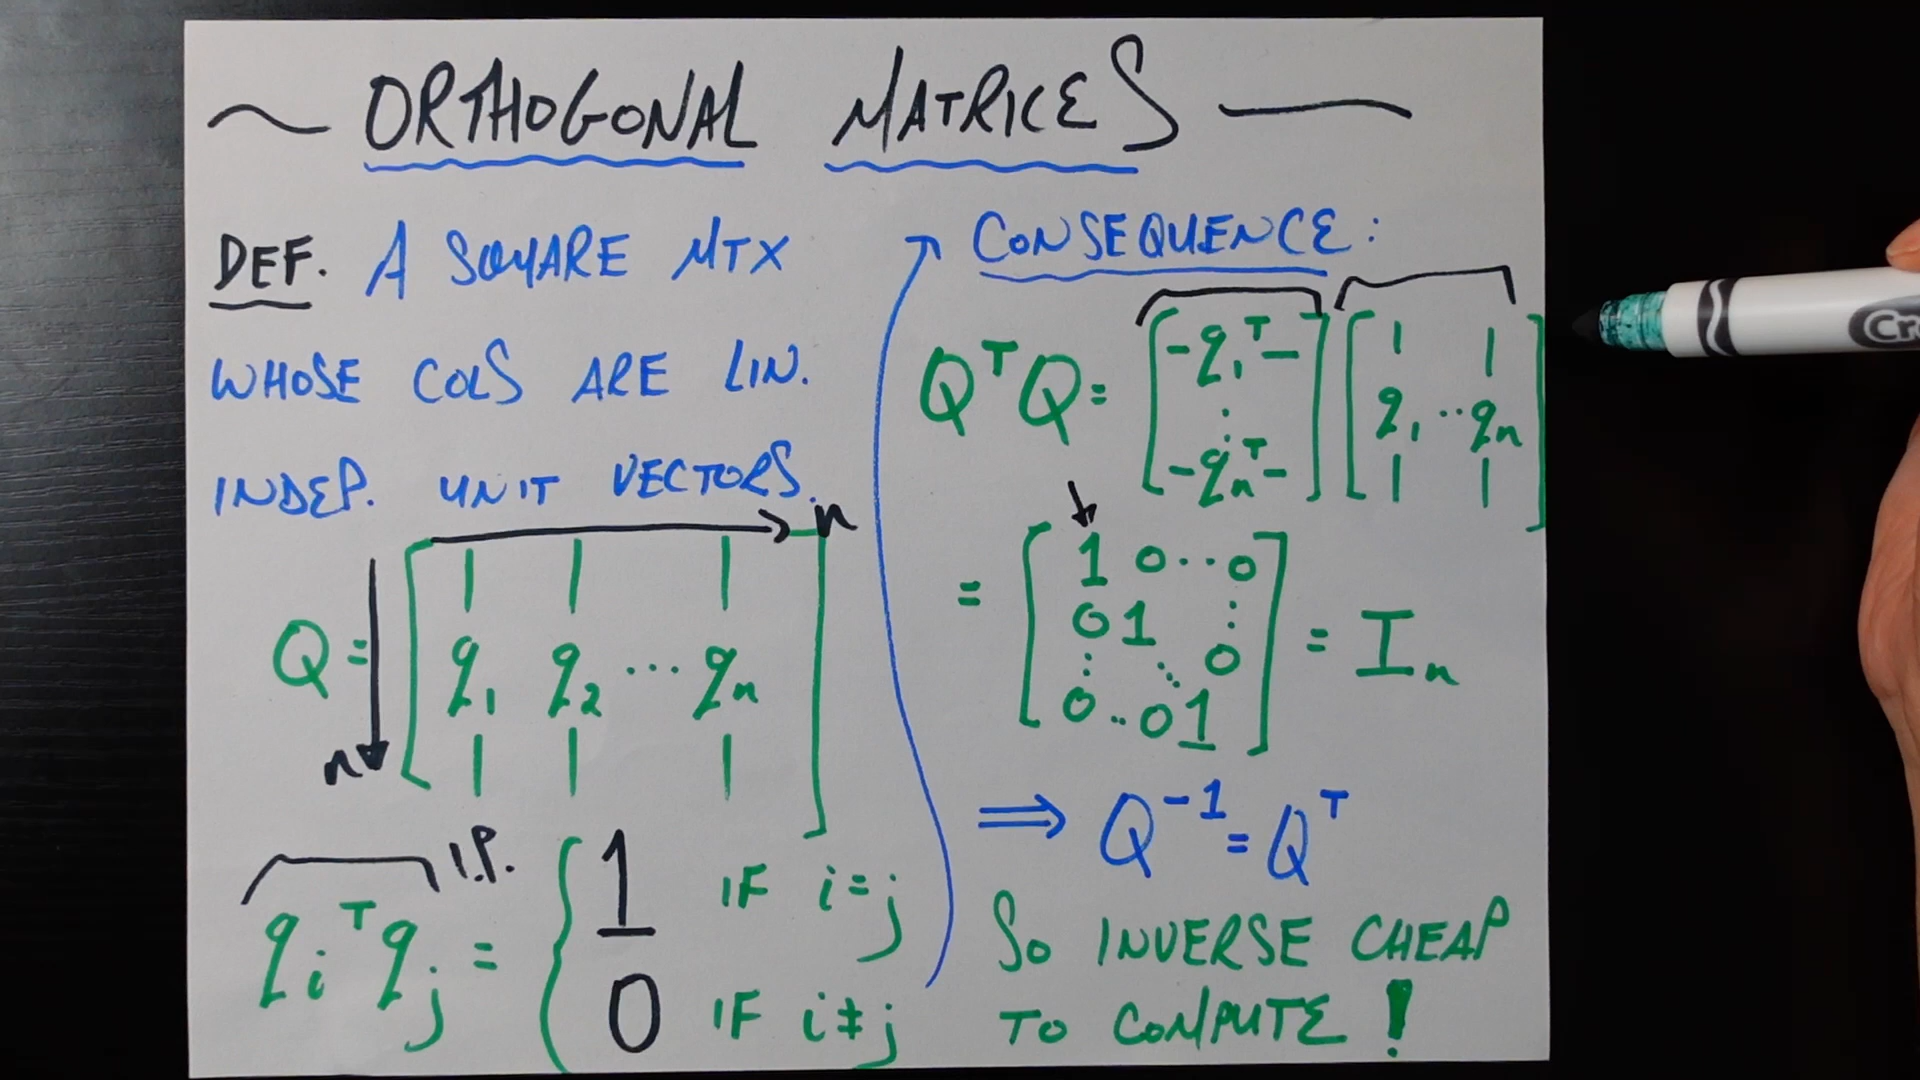 ~ ORTHOGONAL MATRICES —
DEF. A SQUARE MTX
WHOSE COLS ARE LIN.
INDEP. UNIT VECTORS.
n
Q = [ | | | ]
[ q₁ q₂ ... qₙ ]
n [ | | | ]
I.P.
qᵢᵀqⱼ = { 1 IF i=j
0 IF i≠j
CONSEQUENCE:
QᵀQ = [ -q₁ᵀ- ] [ | | ]
[ ⋮ ] [ q₁ ·· qₙ ]
[ -qₙᵀ- ] [ | | ]
= [ 1 0 ·· 0 ]
[ 0 1 ⋮ ] = Iₙ
[ ⋮ ⋱ 0 ]
[ 0 ·· 0 1 ]
⟹ Q⁻¹ = Qᵀ
SO INVERSE CHEAP
TO COMPUTE!
Cr